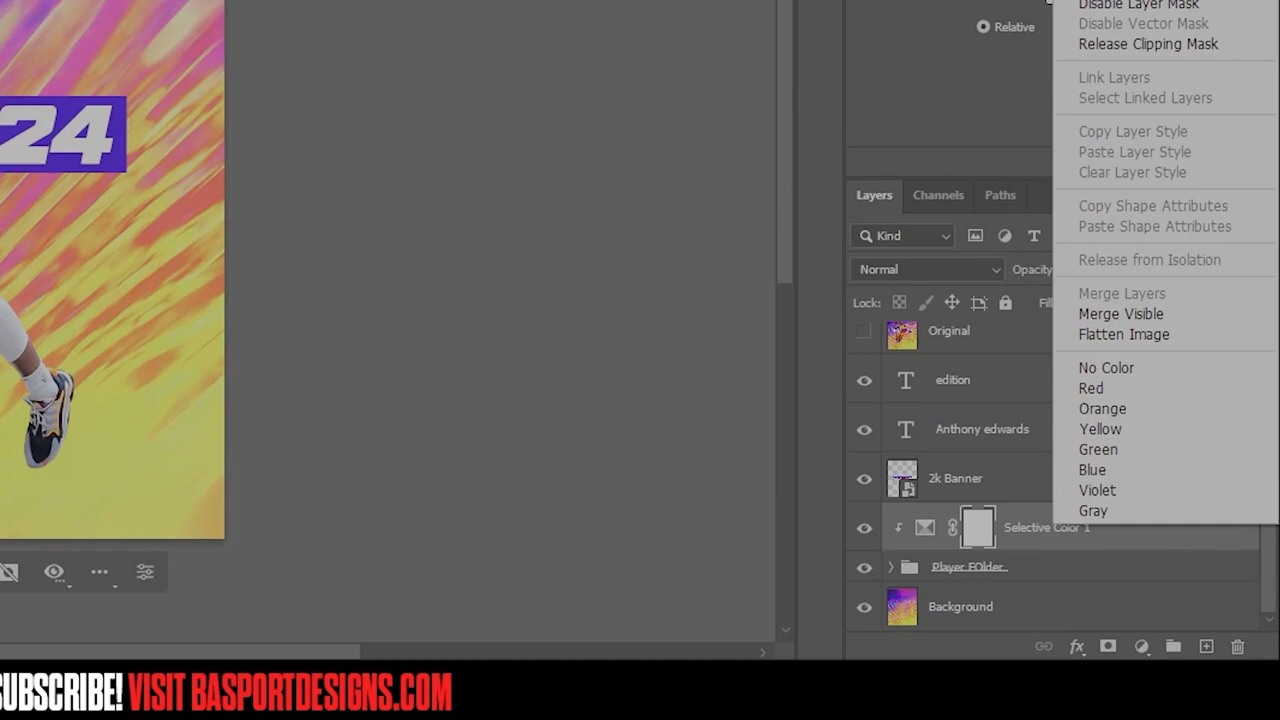 Disable Layer Mask
Disable Vector Mask
Release Clipping Mask
Relative
Link Layers
Select Linked Layers
Copy Layer Style
Paste Layer Style
Clear Layer Style
Copy Shape Attributes
Paste Shape Attributes
Release from Isolation
Merge Layers
Merge Visible
Flatten Image
No Color
Red
Orange
Yellow
Green
Blue
Violet
Gray
24
Layers Channels Paths
Kind
Normal Opacity
Lock: Fil
Original
edition
Anthony edwards
2k Banner
Selective Color 1
Player FOlder
Background
SUBSCRIBE! VISIT BASPORTDESIGNS.COM